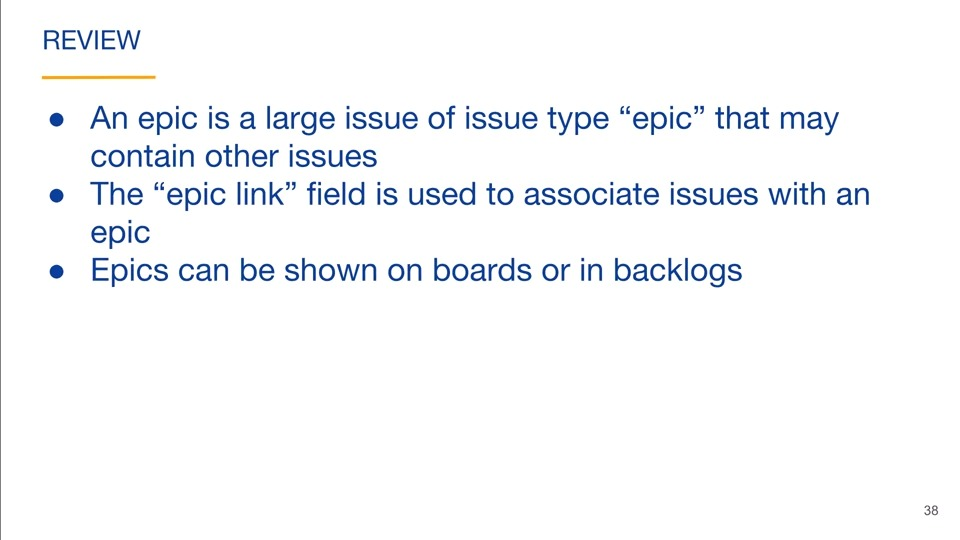 REVIEW
● An epic is a large issue of issue type “epic” that may
contain other issues
● The “epic link” field is used to associate issues with an
epic
● Epics can be shown on boards or in backlogs
38